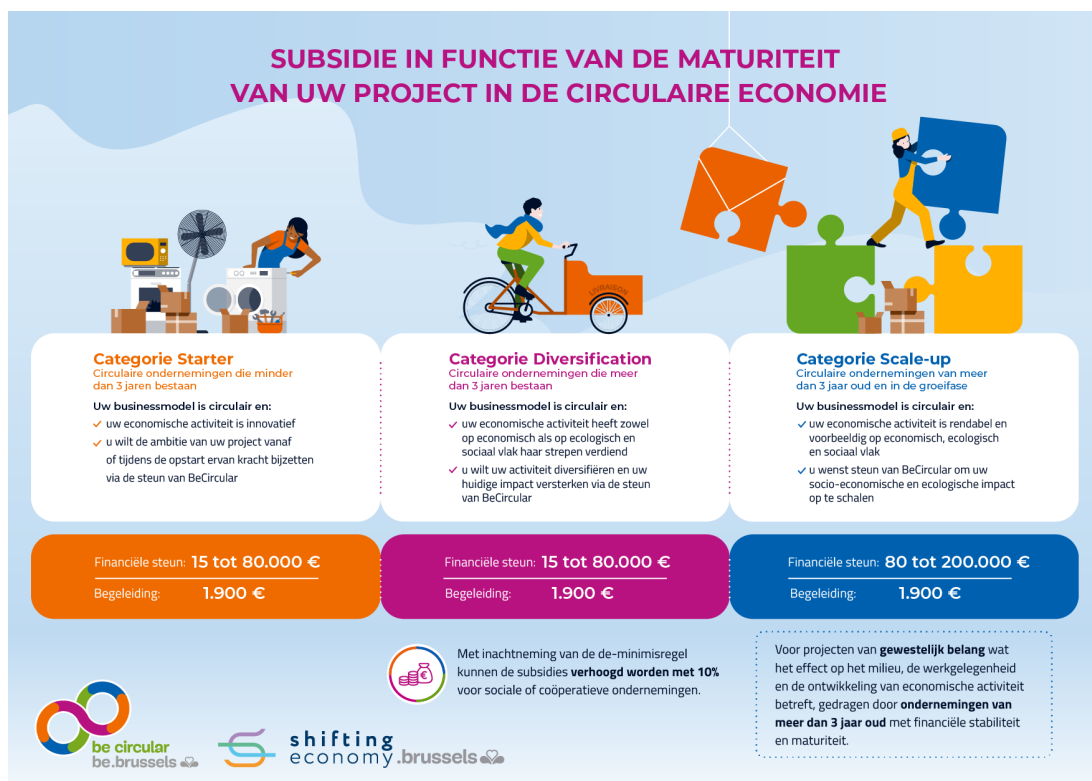 SUBSIDIE IN FUNCTIE VAN DE MATURITEIT
VAN UW PROJECT IN DE CIRCULAIRE ECONOMIE
LIVRAISON
Categorie Starter
Circulaire ondernemingen die minder
dan 3 jaren bestaan
Uw businessmodel is circulair en:
uw economische activiteit is innovatief
u wilt de ambitie van uw project vanaf
of tijdens de opstart ervan kracht bijzetten
via de steun van BeCircular
Categorie Diversification
Circulaire ondernemingen die meer
dan 3 jaren bestaan
Uw businessmodel is circulair en:
uw economische activiteit heeft zowel
op economisch als op ecologisch en
sociaal vlak haar strepen verdiend
u wilt uw activiteit diversifiëren en uw
huidige impact versterken via de steun
van BeCircular
Categorie Scale-up
Circulaire ondernemingen van meer
dan 3 jaar oud en in de groeifase
Uw businessmodel is circulair en:
uw economische activiteit is rendabel en
voorbeeldig op economisch, ecologisch
en sociaal vlak
u wenst steun van BeCircular om uw
socio-economische en ecologische impact
op te schalen
Financiële steun: 15 tot 80.000 €
Begeleiding: 1.900 €
Financiële steun: 15 tot 80.000 €
Begeleiding: 1.900 €
Financiële steun: 80 tot 200.000 €
Begeleiding: 1.900 €
Met inachtneming van de de-minimisregel
kunnen de subsidies verhoogd worden met 10%
voor sociale of coöperatieve ondernemingen.
Voor projecten van gewestelijk belang wat
het effect op het milieu, de werkgelegenheid
en de ontwikkeling van economische activiteit
betreft, gedragen door ondernemingen van
meer dan 3 jaar oud met financiële stabiliteit
en maturiteit.
be circular
be.brussels
shifting
economy.brussels